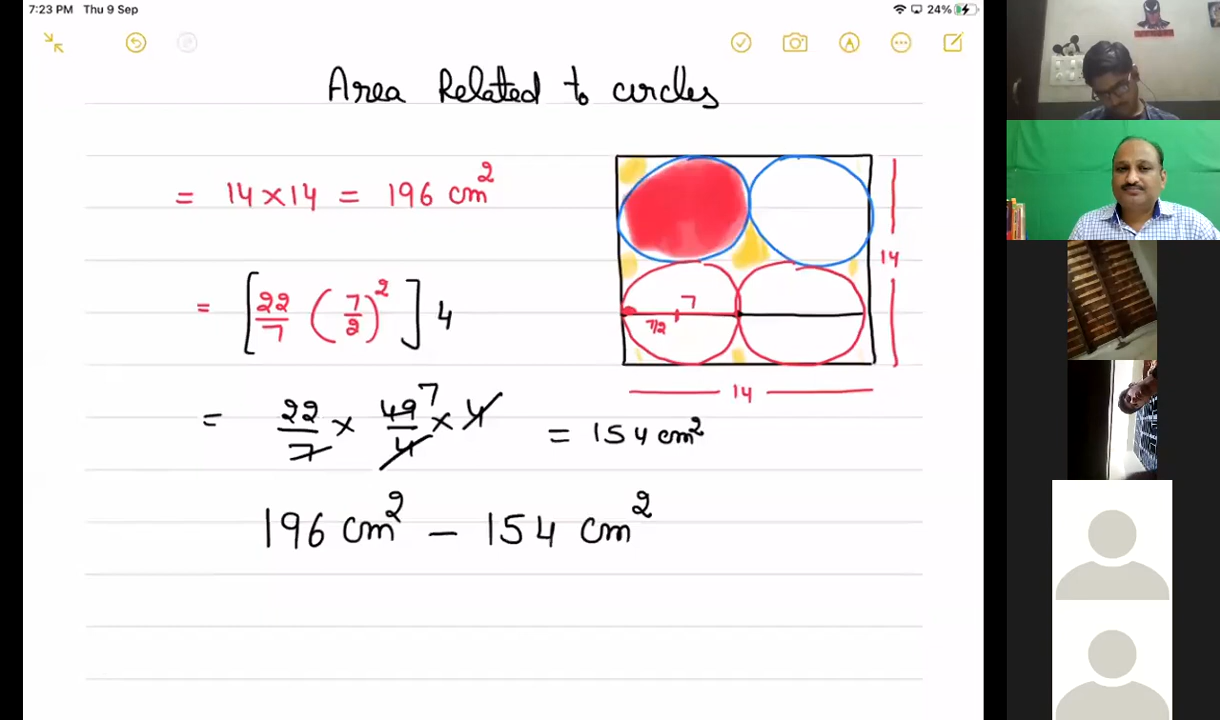 7:23 PM Thu 9 Sep
24%
Area Related to circles
= 14 × 14 = 196 cm²
= [22/7 (7/2)²] 4
= 22/7 × 49/4 7 × 4 = 154 cm²
196 cm² – 154 cm²
14
7
7/2
14